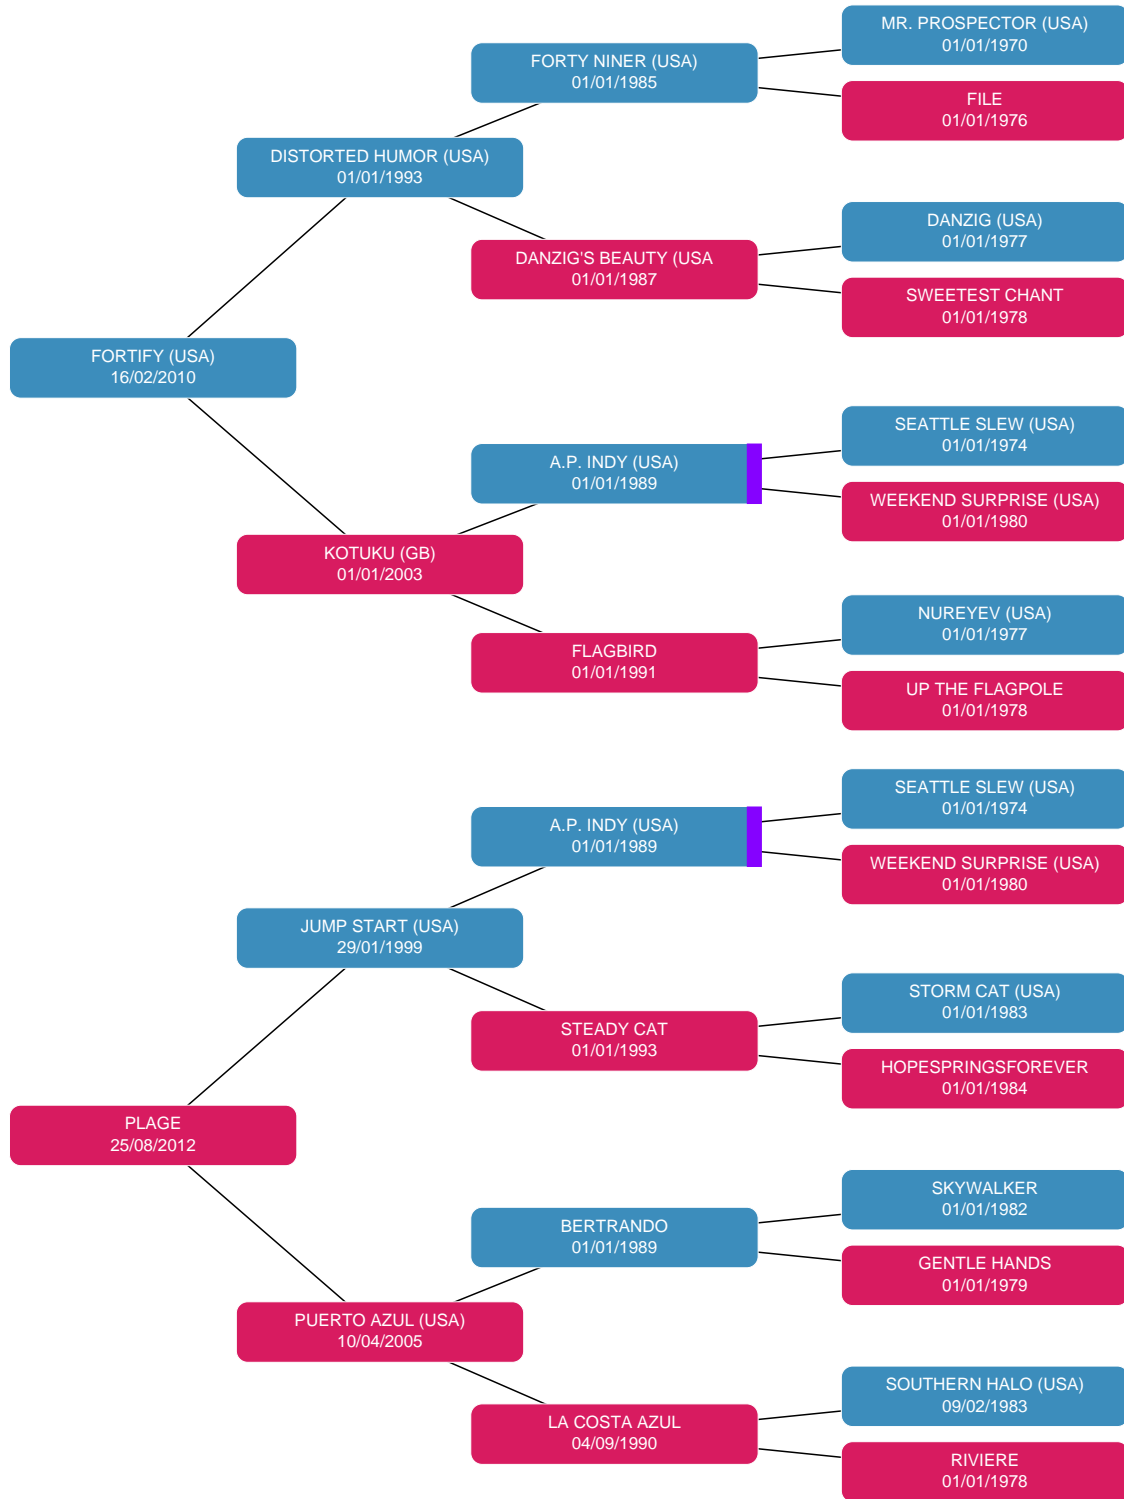 MR. PROSPECTOR (USA)
01/01/1970
FORTY NINER (USA)
01/01/1985
FILE
01/01/1976
DISTORTED HUMOR (USA)
01/01/1993
DANZIG (USA)
01/01/1977
DANZIG'S BEAUTY (USA
01/01/1987
SWEETEST CHANT
01/01/1978
FORTIFY (USA)
16/02/2010
SEATTLE SLEW (USA)
01/01/1974
A.P. INDY (USA)
01/01/1989
WEEKEND SURPRISE (USA)
01/01/1980
KOTUKU (GB)
01/01/2003
NUREYEV (USA)
01/01/1977
FLAGBIRD
01/01/1991
UP THE FLAGPOLE
01/01/1978
SEATTLE SLEW (USA)
01/01/1974
A.P. INDY (USA)
01/01/1989
WEEKEND SURPRISE (USA)
01/01/1980
JUMP START (USA)
29/01/1999
STORM CAT (USA)
01/01/1983
STEADY CAT
01/01/1993
HOPESPRINGSFOREVER
01/01/1984
PLAGE
25/08/2012
SKYWALKER
01/01/1982
BERTRANDO
01/01/1989
GENTLE HANDS
01/01/1979
PUERTO AZUL (USA)
10/04/2005
SOUTHERN HALO (USA)
09/02/1983
LA COSTA AZUL
04/09/1990
RIVIERE
01/01/1978